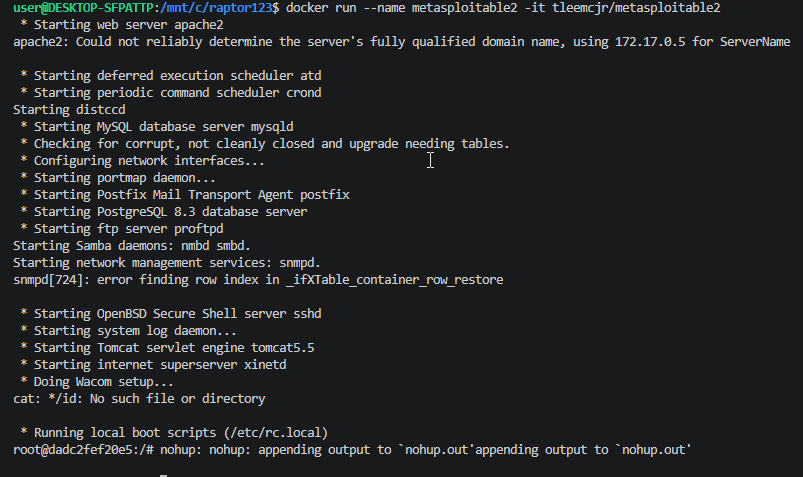 user@DESKTOP-SFPATTP:/mnt/c/raptor123$ docker run --name metasploitable2 -it tleemcjr/metasploitable2
 * Starting web server apache2
apache2: Could not reliably determine the server's fully qualified domain name, using 172.17.0.5 for ServerName
 * Starting deferred execution scheduler atd
 * Starting periodic command scheduler crond
Starting distccd
 * Starting MySQL database server mysqld
 * Checking for corrupt, not cleanly closed and upgrade needing tables.
 * Configuring network interfaces...
 * Starting portmap daemon...
 * Starting Postfix Mail Transport Agent postfix
 * Starting PostgreSQL 8.3 database server
 * Starting ftp server proftpd
Starting Samba daemons: nmbd smbd.
Starting network management services: snmpd.
snmpd[724]: error finding row index in _ifXTable_container_row_restore
 * Starting OpenBSD Secure Shell server sshd
 * Starting system log daemon...
 * Starting Tomcat servlet engine tomcat5.5
 * Starting internet superserver xinetd
 * Doing Wacom setup...
cat: */id: No such file or directory
 * Running local boot scripts (/etc/rc.local)
root@dadc2fef20e5:/# nohup: nohup: appending output to `nohup.out'appending output to `nohup.out'